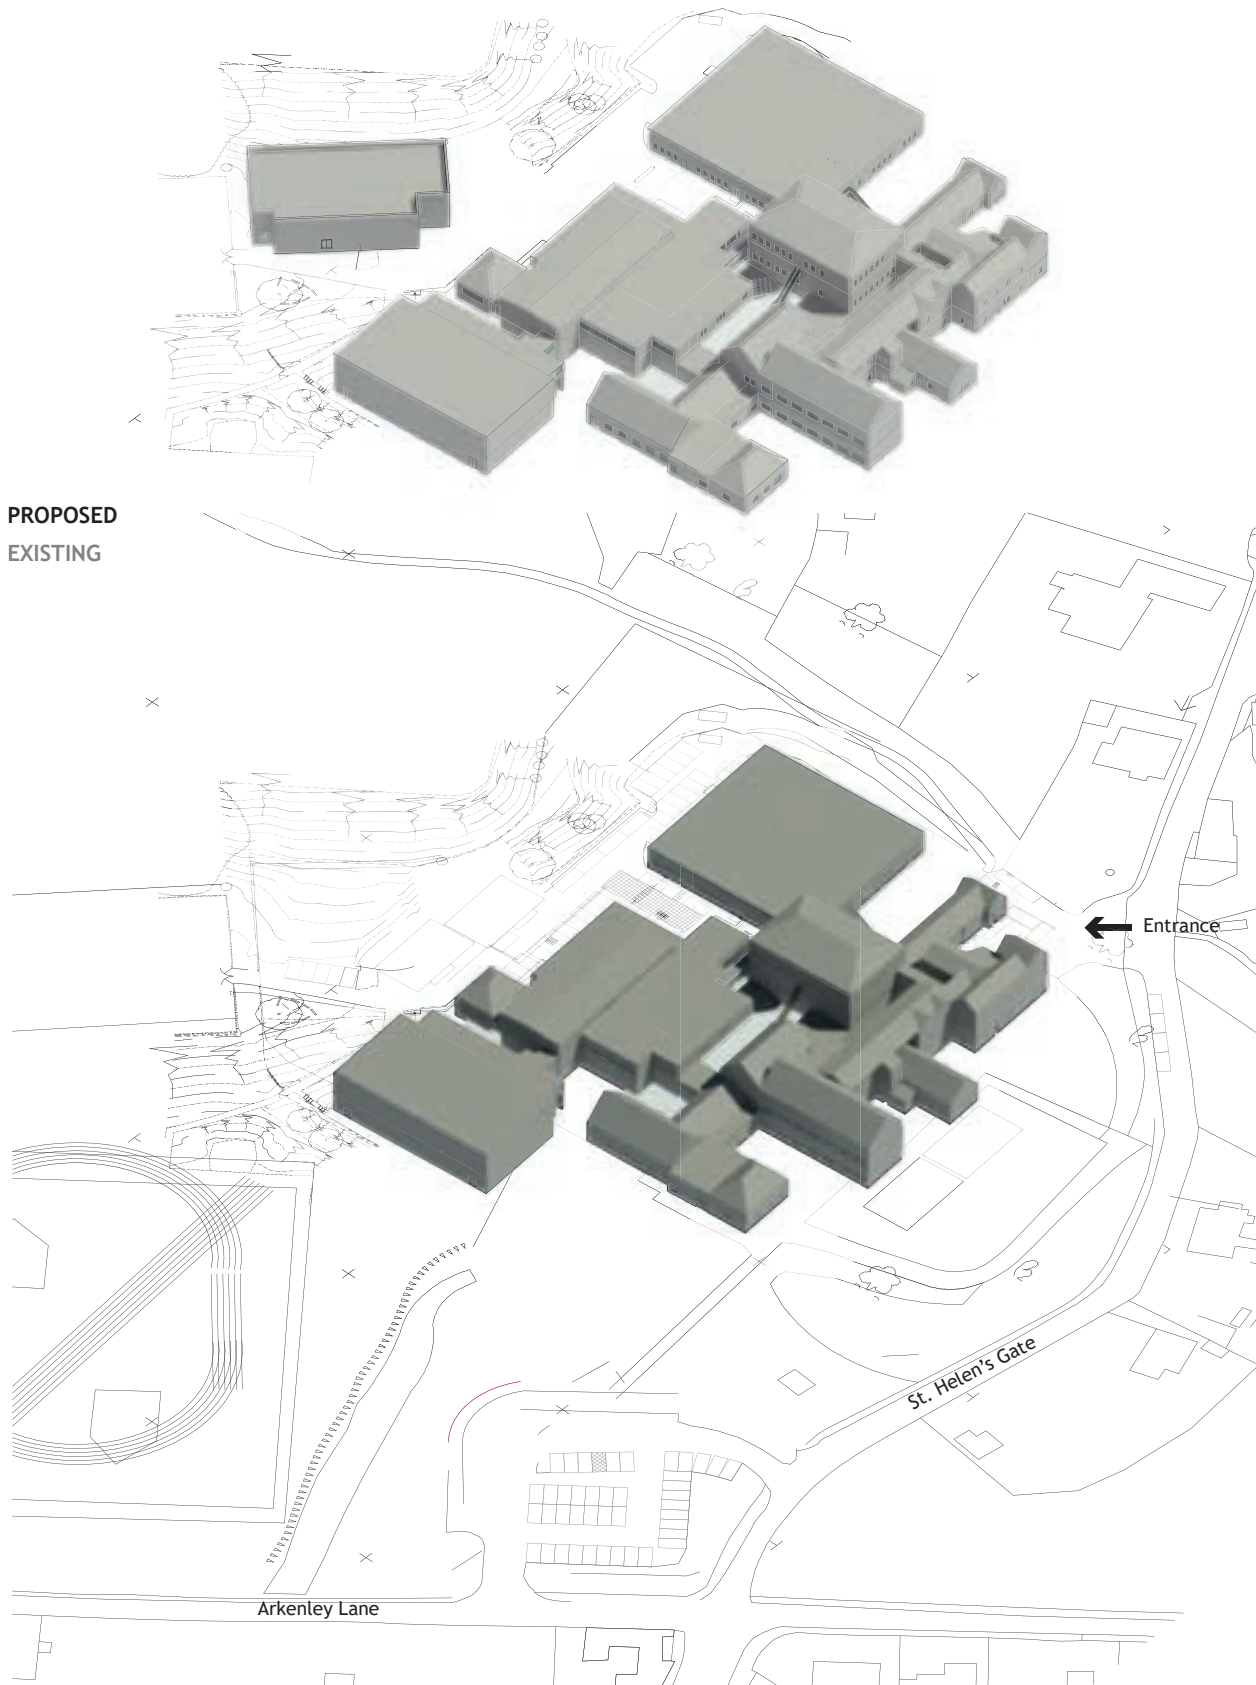 PROPOSED
EXISTING
Entrance
St. Helen's Gate
Arkenley Lane